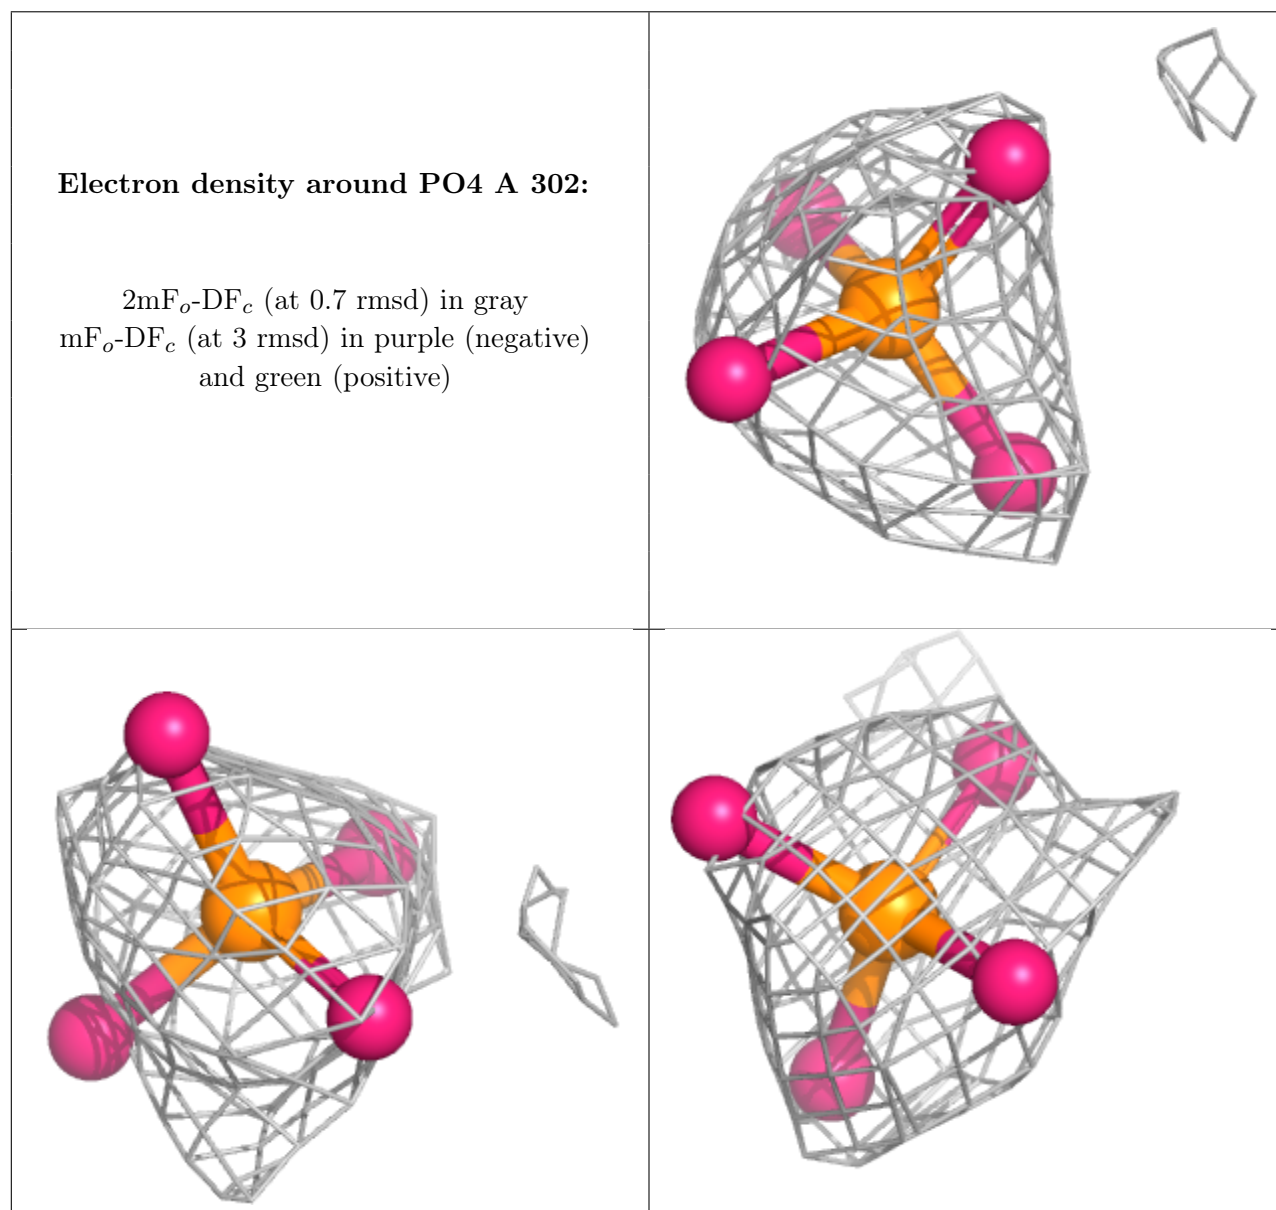 Electron density around PO4 A 302:
2mFo-DFc (at 0.7 rmsd) in gray
mFo-DFc (at 3 rmsd) in purple (negative)
and green (positive)